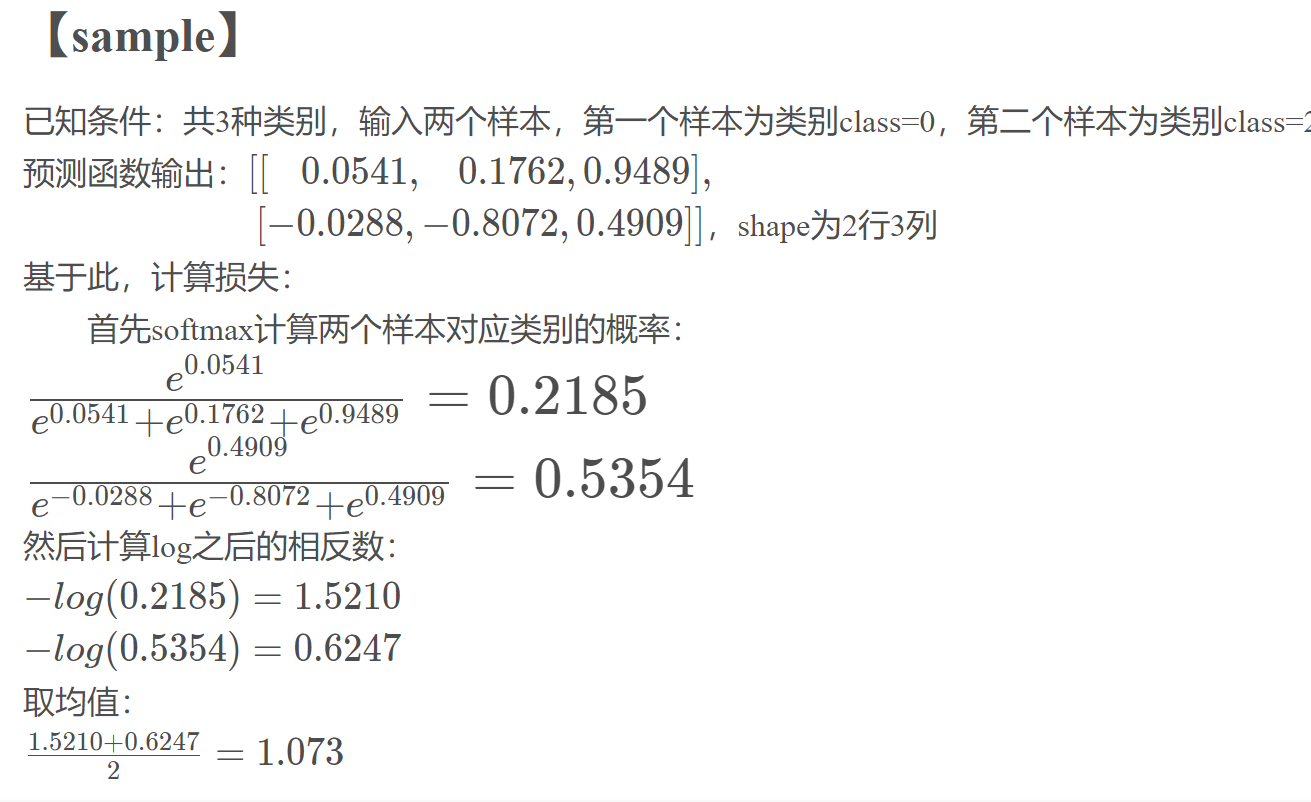 【sample】
已知条件：共3种类别，输入两个样本，第一个样本为类别class=0，第二个样本为类别class=2
预测函数输出：[[ 0.0541, 0.1762, 0.9489],
[−0.0288, −0.8072, 0.4909]]，shape为2行3列
基于此，计算损失：
首先softmax计算两个样本对应类别的概率：
e^0.0541
e^0.0541+e^0.1762+e^0.9489 = 0.2185
e^0.4909
e^−0.0288+e^−0.8072+e^0.4909 = 0.5354
然后计算log之后的相反数：
−log(0.2185) = 1.5210
−log(0.5354) = 0.6247
取均值：
1.5210+0.6247
2 = 1.073